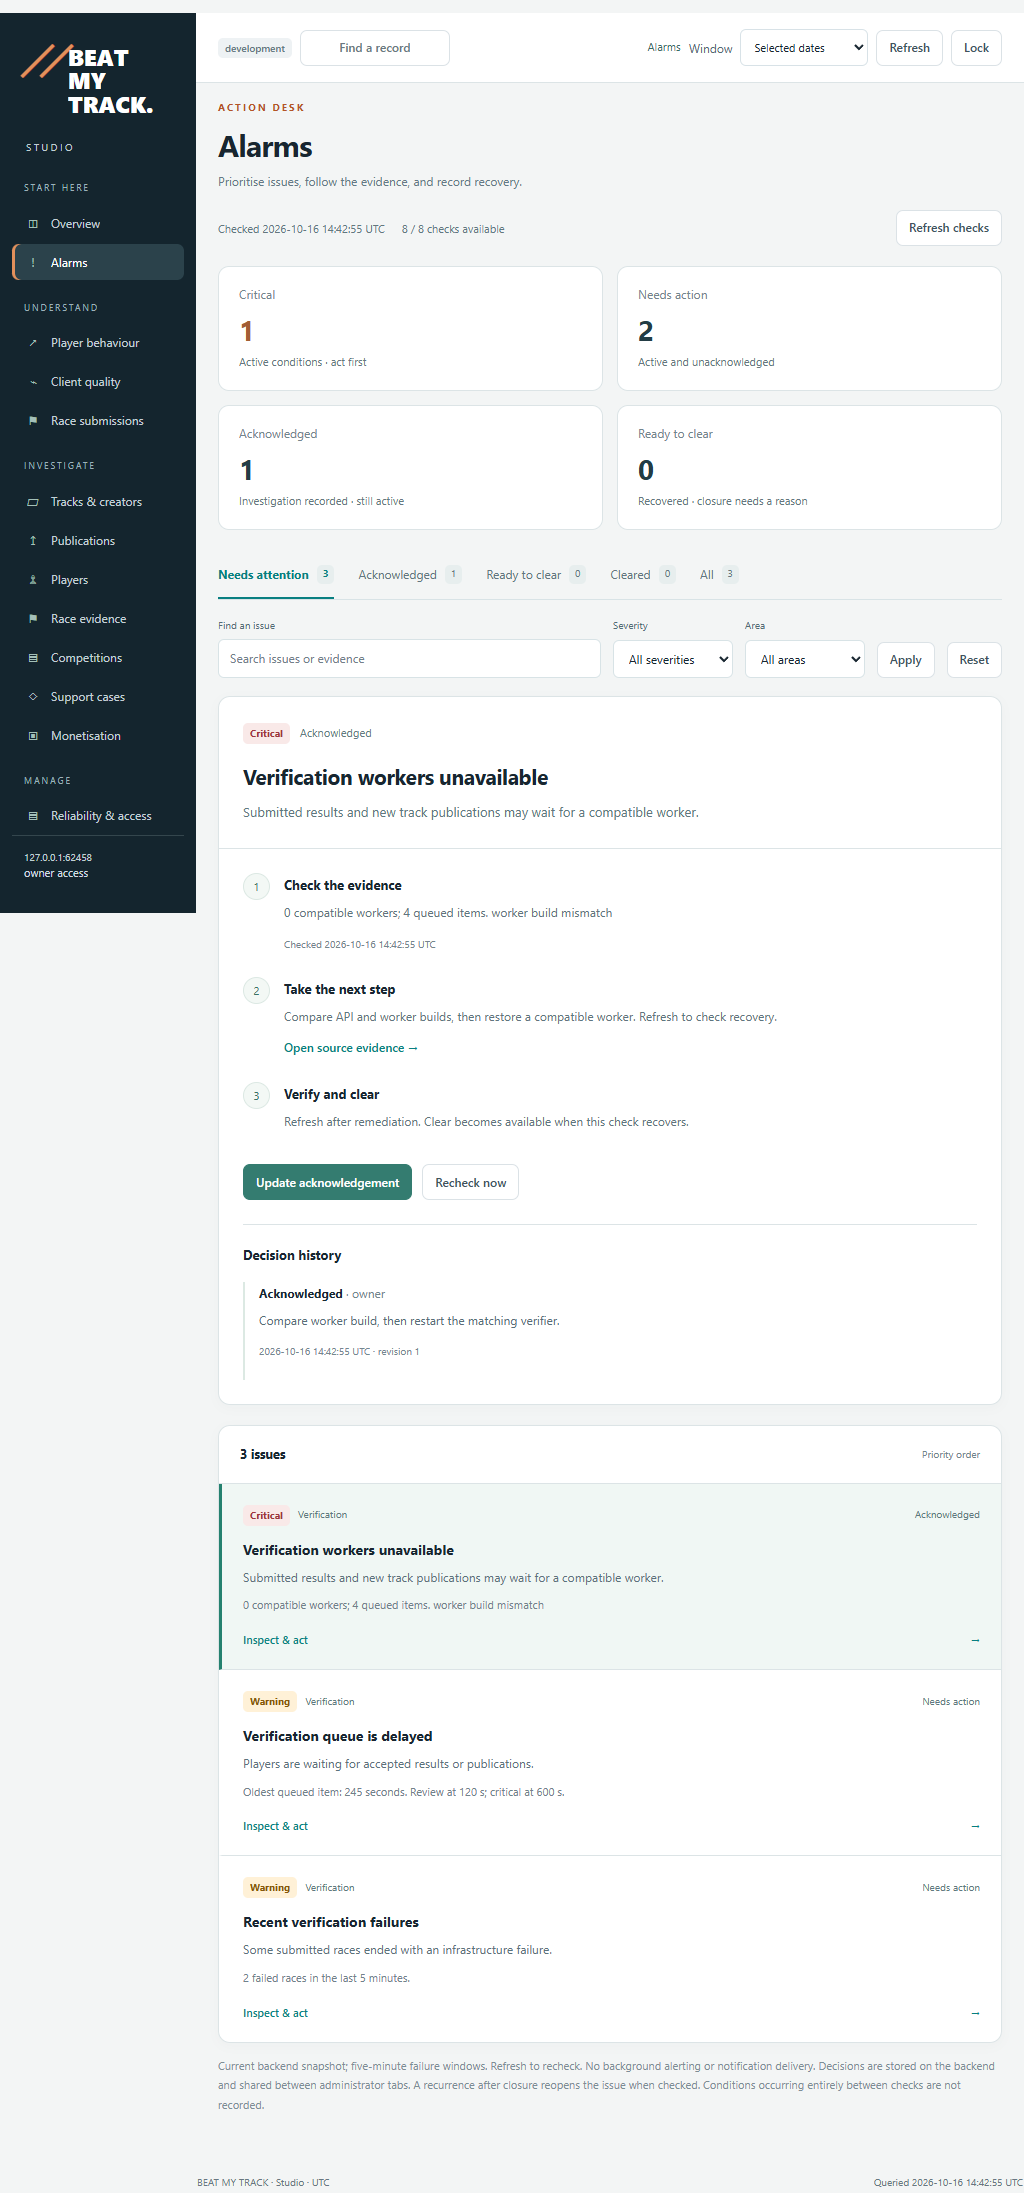 BEAT
MY
TRACK.
STUDIO
START HERE
Overview
! Alarms
UNDERSTAND
Player behaviour
Client quality
Race submissions
INVESTIGATE
Tracks & creators
Publications
Players
Race evidence
Competitions
Support cases
Monetisation
MANAGE
Reliability & access
127.0.0.1:62458
owner access
development
Find a record
Alarms
Window
Selected dates
Refresh
Lock
ACTION DESK
Alarms
Prioritise issues, follow the evidence, and record recovery.
Checked 2026-10-16 14:42:55 UTC 8 / 8 checks available
Refresh checks
Critical
1
Active conditions · act first
Needs action
2
Active and unacknowledged
Acknowledged
1
Investigation recorded · still active
Ready to clear
0
Recovered · closure needs a reason
Needs attention 3 Acknowledged 1 Ready to clear 0 Cleared 0 All 3
Find an issue
Search issues or evidence
Severity
All severities
Area
All areas
Apply
Reset
Critical Acknowledged
Verification workers unavailable
Submitted results and new track publications may wait for a compatible worker.
1 Check the evidence
0 compatible workers; 4 queued items. worker build mismatch
Checked 2026-10-16 14:42:55 UTC
2 Take the next step
Compare API and worker builds, then restore a compatible worker. Refresh to check recovery.
Open source evidence →
3 Verify and clear
Refresh after remediation. Clear becomes available when this check recovers.
Update acknowledgement
Recheck now
Decision history
Acknowledged · owner
Compare worker build, then restart the matching verifier.
2026-10-16 14:42:55 UTC · revision 1
3 issues
Priority order
Critical Verification
Acknowledged
Verification workers unavailable
Submitted results and new track publications may wait for a compatible worker.
0 compatible workers; 4 queued items. worker build mismatch
Inspect & act →
Warning Verification
Needs action
Verification queue is delayed
Players are waiting for accepted results or publications.
Oldest queued item: 245 seconds. Review at 120 s; critical at 600 s.
Inspect & act →
Warning Verification
Needs action
Recent verification failures
Some submitted races ended with an infrastructure failure.
2 failed races in the last 5 minutes.
Inspect & act →
Current backend snapshot; five-minute failure windows. Refresh to recheck. No background alerting or notification delivery. Decisions are stored on the backend
and shared between administrator tabs. A recurrence after closure reopens the issue when checked. Conditions occurring entirely between checks are not
recorded.
BEAT MY TRACK · Studio · UTC
Queried 2026-10-16 14:42:55 UTC